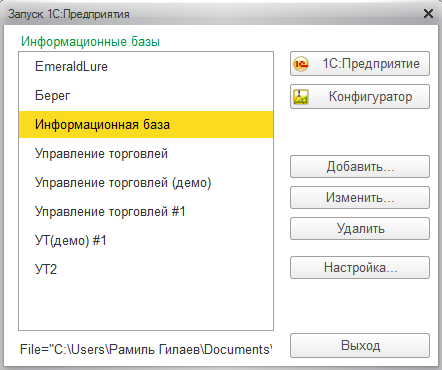 Запуск 1С:Предприятия
Информационные базы
EmeraldLure
Берег
Информационная база
Управление торговлей
Управление торговлей (демо)
Управление торговлей #1
УТ(демо) #1
УТ2
1С:Предприятие
Конфигуратор
Добавить...
Изменить...
Удалить
Настройка...
File="C:\Users\Рамиль Гилаев\Documents\
Выход